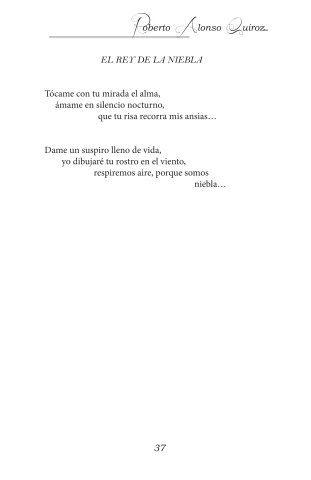 Roberto Alonso Quiroz..
EL REY DE LA NIEBLA
Tócame con tu mirada el alma,
ámame en silencio nocturno,
que tu risa recorra mis ansias…
Dame un suspiro lleno de vida,
yo dibujaré tu rostro en el viento,
respiremos aire, porque somos
niebla…
37